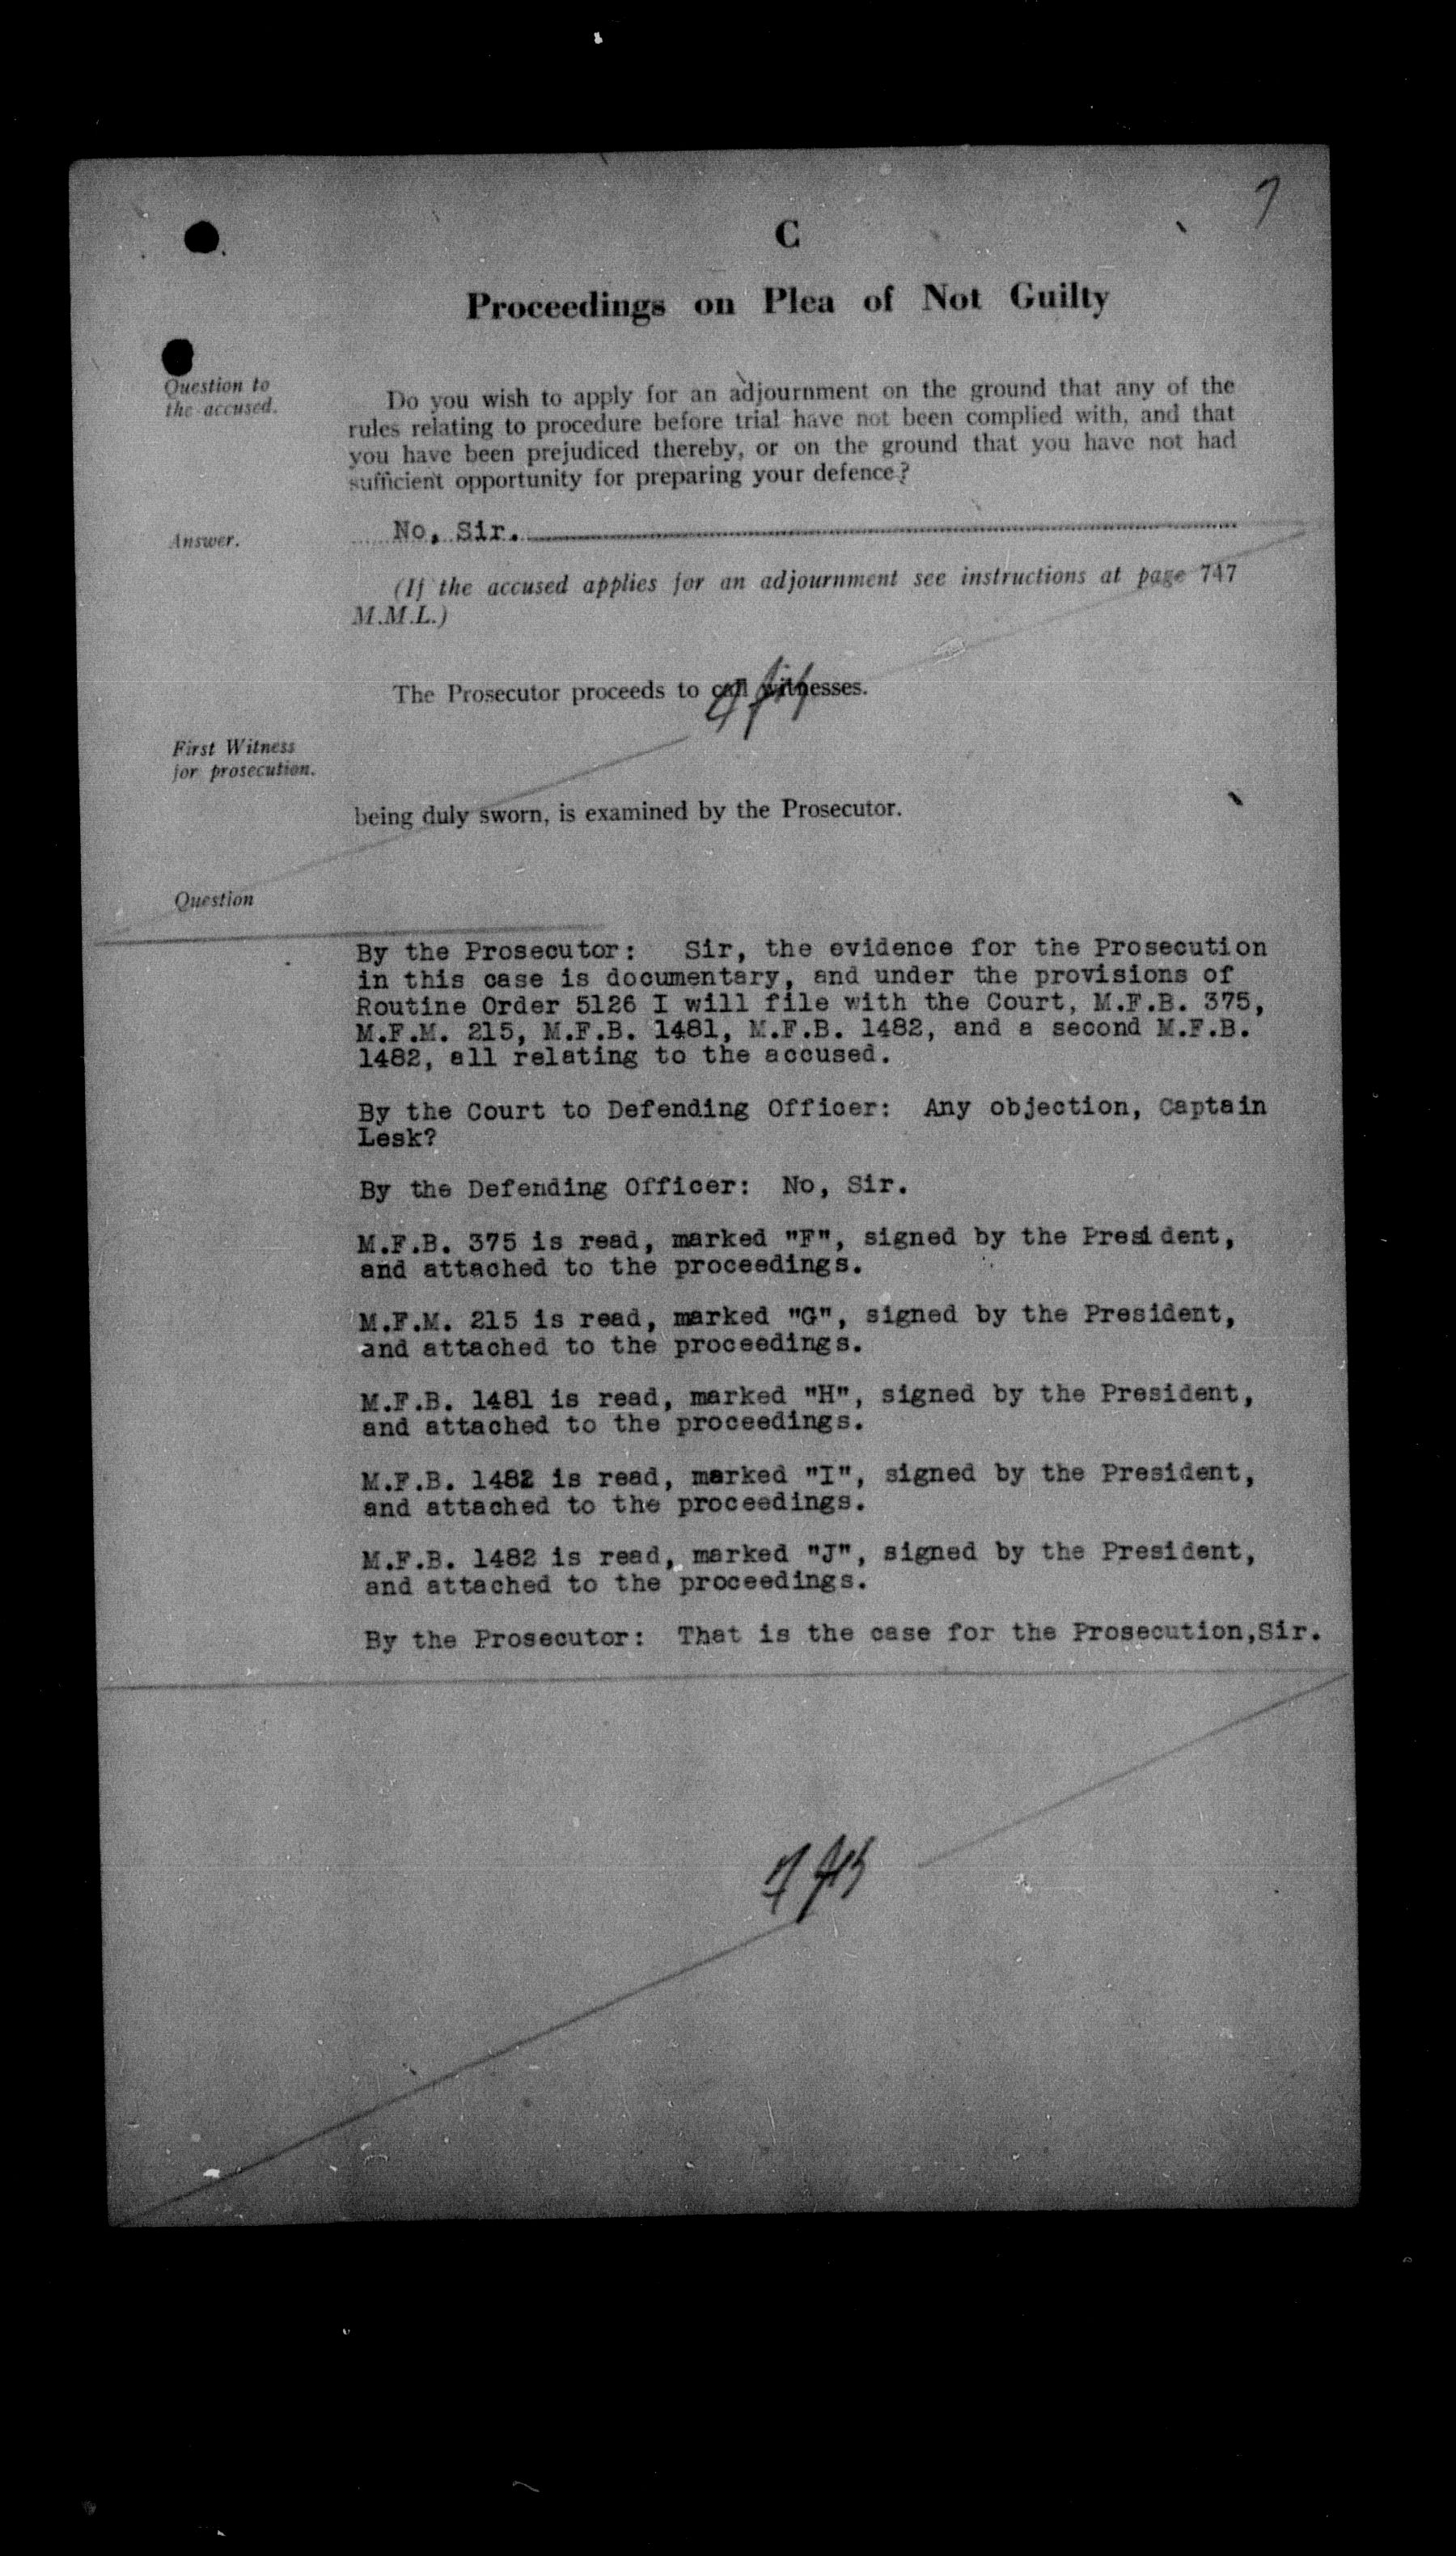 7
C
Proceedings on Plea of Not Guilty
Question to
the accused.
Do you wish to apply for an adjournment on the ground that any of the
rules relating to procedure before trial have not been complied with, and that
you have been prejudiced thereby, or on the ground that you have not had
sufficient opportunity for preparing your defence?
Answer.
No, Sir.
(If the accused applies for an adjournment see instructions at page 747
M.M.L.)
The Prosecutor proceeds to call witnesses.
First Witness
for prosecution.
being duly sworn, is examined by the Prosecutor.
Question
By the Prosecutor: Sir, the evidence for the Prosecution
in this case is documentary, and under the provisions of
Routine Order 5126 I will file with the Court, M.F.B. 375,
M.F.M. 215, M.F.B. 1481, M.F.B. 1482, and a second M.F.B.
1482, all relating to the accused.
By the Court to Defending Officer: Any objection, Captain
Lesk?
By the Defending Officer: No, Sir.
M.F.B. 375 is read, marked "F", signed by the President,
and attached to the proceedings.
M.F.M. 215 is read, marked "G", signed by the President,
and attached to the proceedings.
M.F.B. 1481 is read, marked "H", signed by the President,
and attached to the proceedings.
M.F.B. 1482 is read, marked "I", signed by the President,
and attached to the proceedings.
M.F.B. 1482 is read, marked "J", signed by the President,
and attached to the proceedings.
By the Prosecutor: That is the case for the Prosecution,Sir.